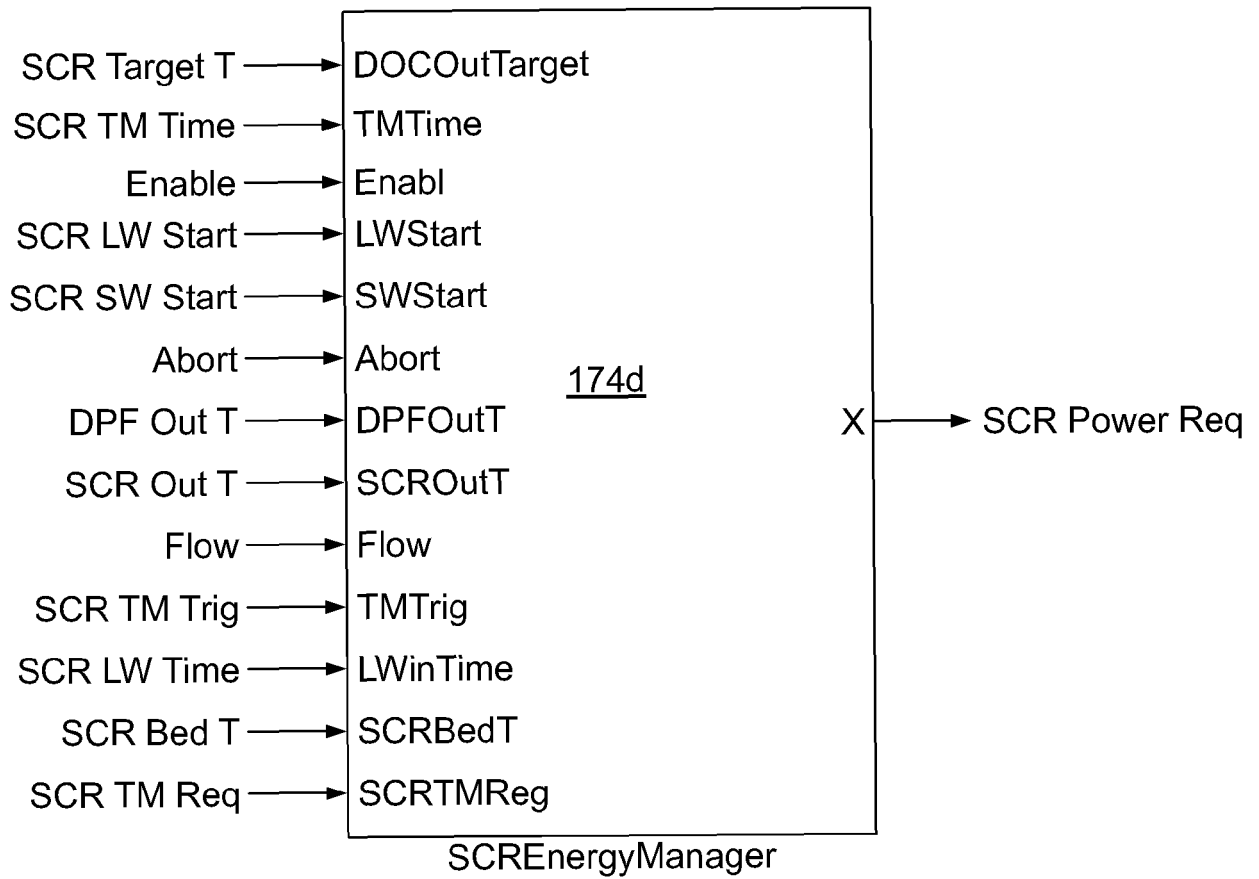 SCR Target T DOCOutTarget
SCR TM Time TMTime
Enable Enabl
SCR LW Start LWStart
SCR SW Start SWStart
Abort Abort
174d
DPF Out T DPFOutT X SCR Power Req
SCR Out T SCROutT
Flow Flow
SCR TM Trig TMTrig
SCR LW Time LWinTime
SCR Bed T SCRBedT
SCR TM Req SCRTMReg
SCREnergyManager